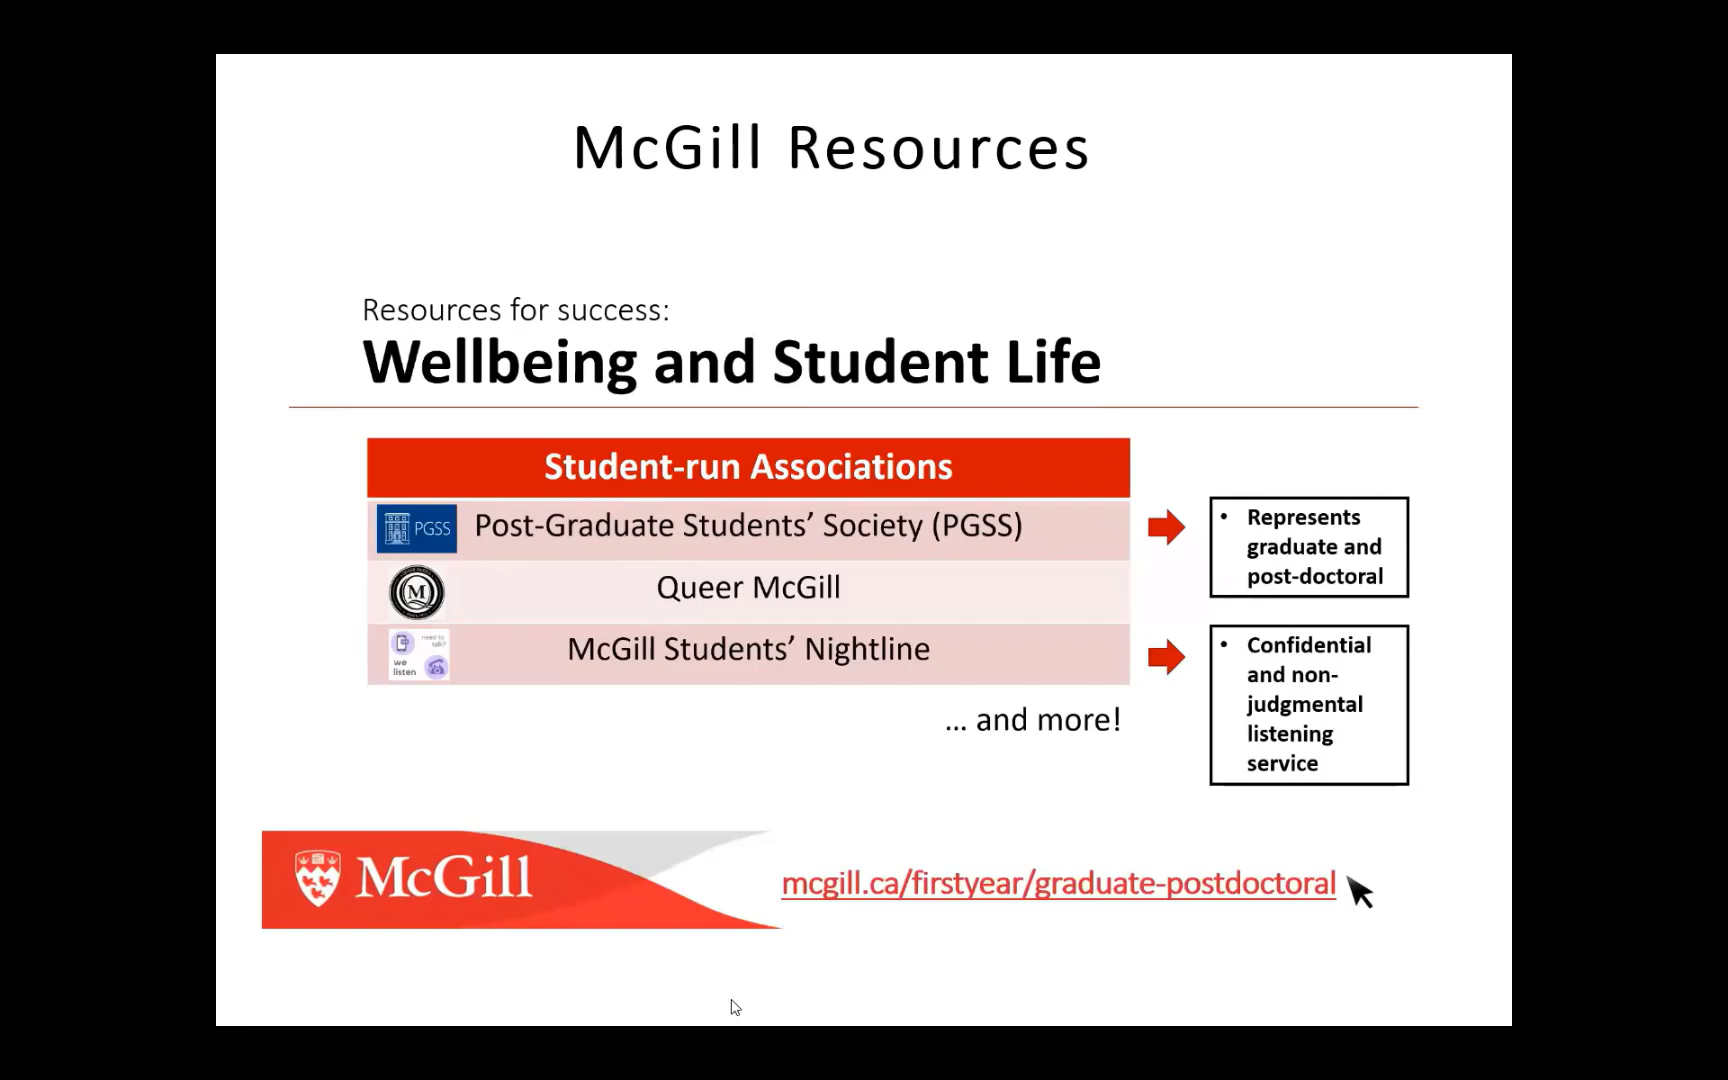 McGill Resources
Resources for success:
Wellbeing and Student Life
Student-run Associations
PGSS
Post-Graduate Students’ Society (PGSS)
M
Queer McGill
need to
talk?
we
listen
McGill Students’ Nightline
… and more!
• Represents
graduate and
post-doctoral
• Confidential
and non-
judgmental
listening
service
McGill
mcgill.ca/firstyear/graduate-postdoctoral